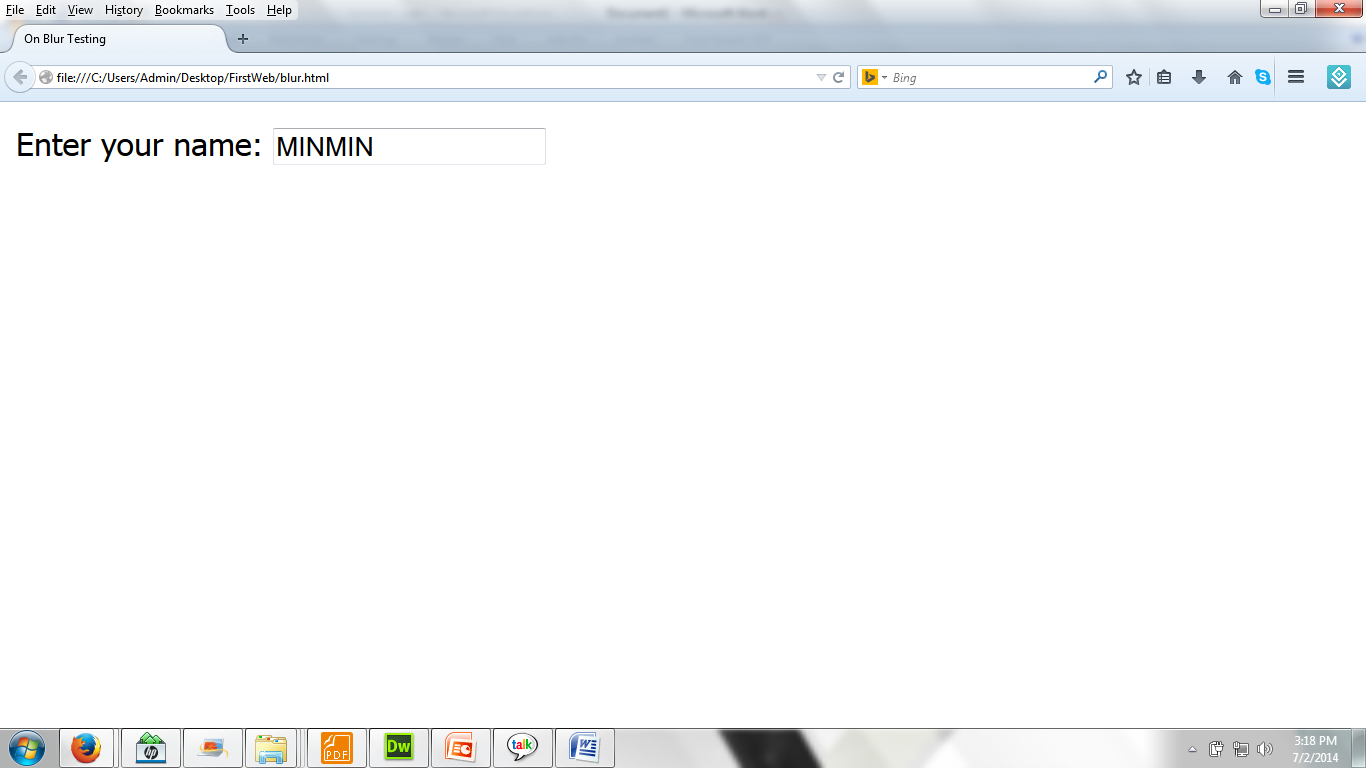 File Edit View History Bookmarks Tools Help
On Blur Testing
file:///C:/Users/Admin/Desktop/FirstWeb/blur.html
Bing
Enter your name: MINMIN
hp
PDF
Dw
talk
3:18 PM
7/2/2014